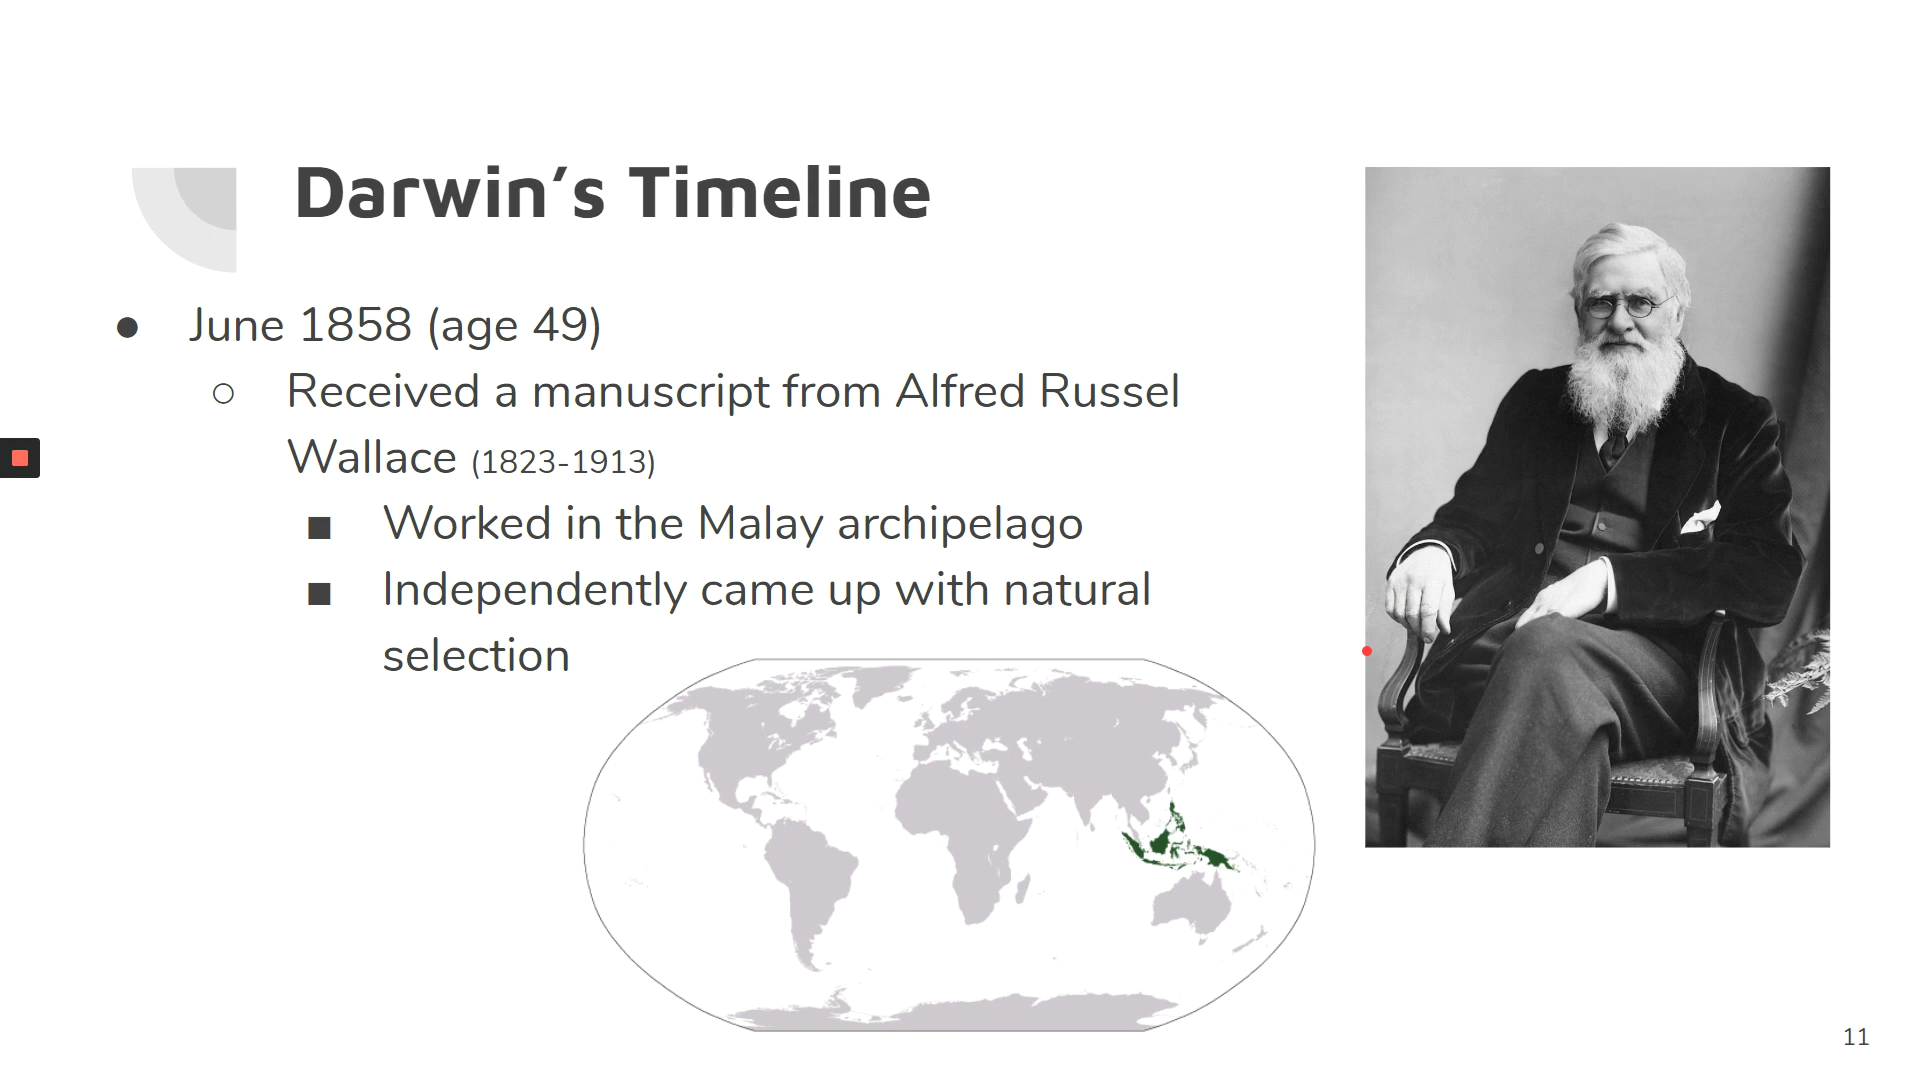 Darwin’s Timeline
● June 1858 (age 49)
○ Received a manuscript from Alfred Russel
Wallace (1823-1913)
■ Worked in the Malay archipelago
■ Independently came up with natural
selection
11